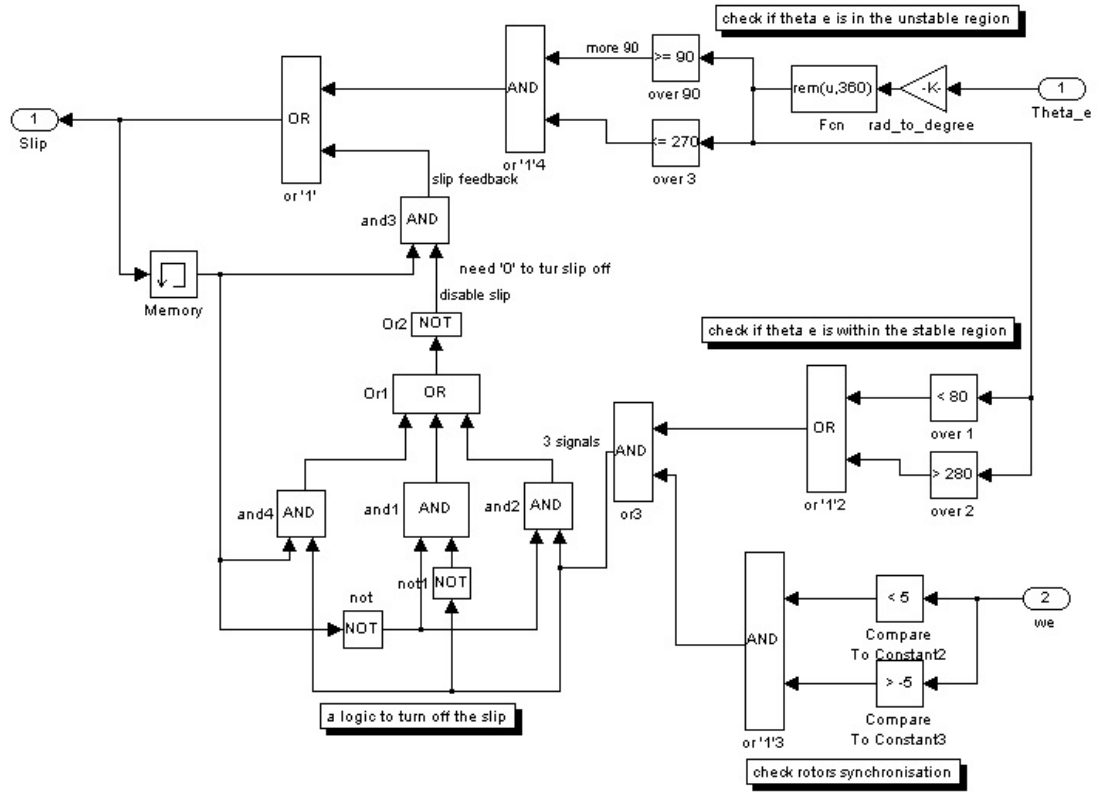 check if theta e is in the unstable region
more 90
>= 90
over 90
AND
or '1'4
OR
or '1'
1
Slip
rem(u,360)
Fcn
-K-
rad_to_degree
1
Theta_e
<= 270
over 3
slip feedback
and3
AND
need '0' to tur slip off
disable slip
Memory
Or2
NOT
check if theta e is within the stable region
Or1
OR
3 signals
AND
or3
OR
or '1'2
< 80
over 1
> 280
over 2
and4
AND
and1
AND
and2
AND
not1
NOT
not
NOT
a logic to turn off the slip
AND
or '1'3
< 5
Compare
To Constant2
> -5
Compare
To Constant3
2
we
check rotors synchronisation